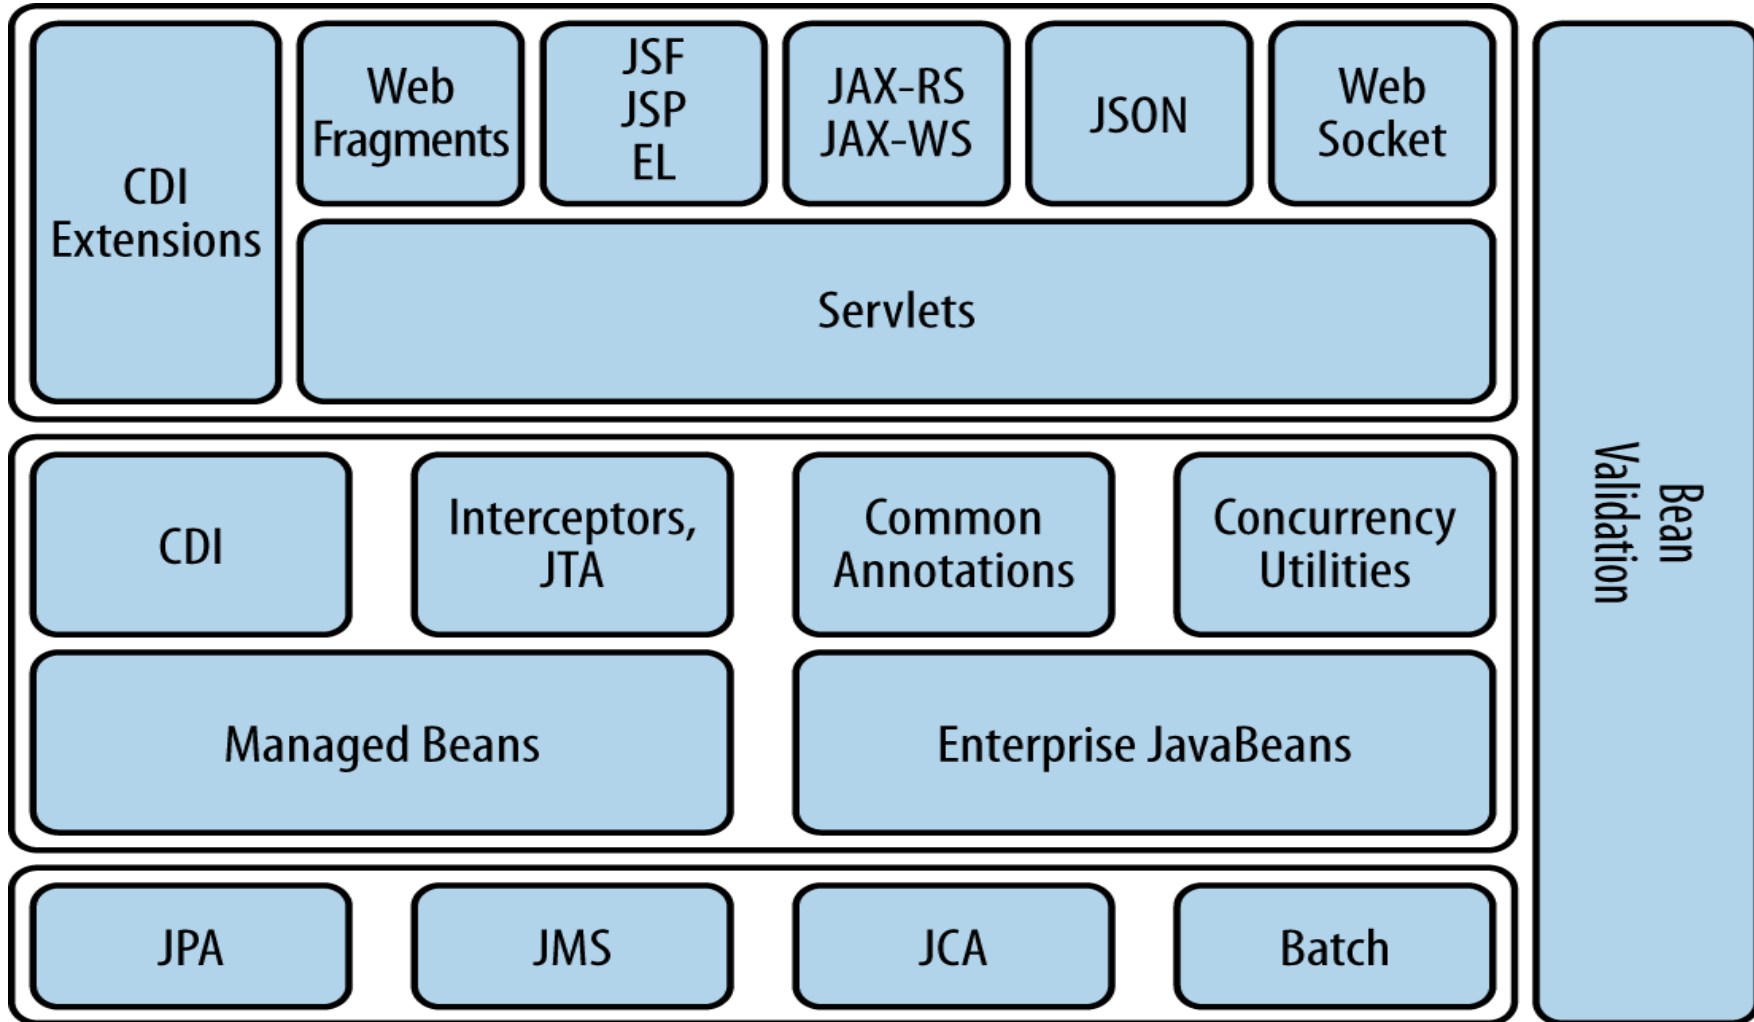 CDI
Extensions
Web
Fragments
JSF
JSP
EL
JAX-RS
JAX-WS
JSON
Web
Socket
Servlets
CDI
Interceptors,
JTA
Common
Annotations
Concurrency
Utilities
Managed Beans
Enterprise JavaBeans
JPA
JMS
JCA
Batch
Bean
Validation